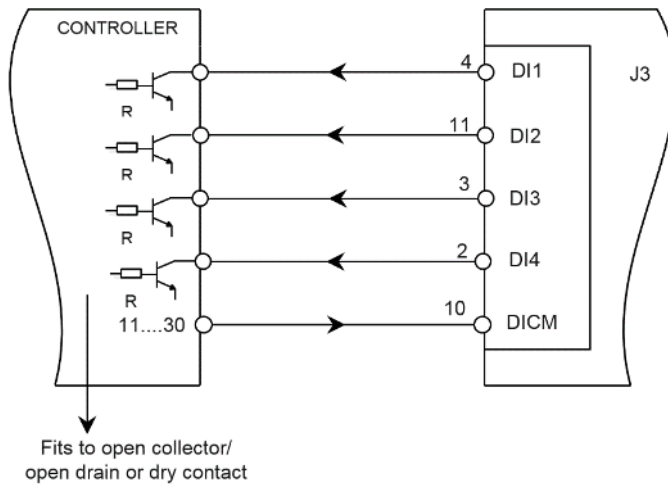 CONTROLLER
4 DI1 J3
R
11 DI2
R
3 DI3
R
2 DI4
R
11....30 10 DICM
Fits to open collector/
open drain or dry contact